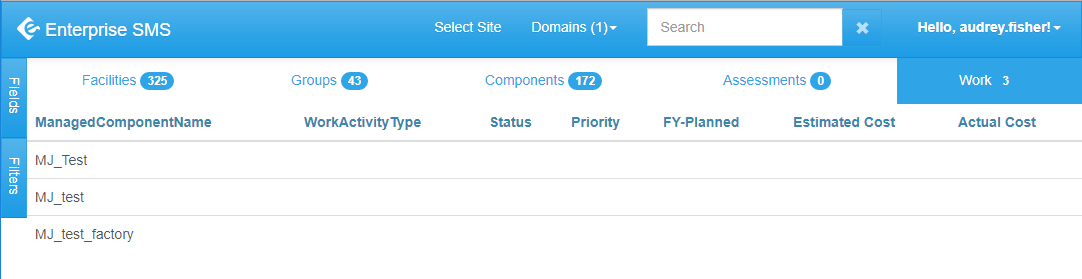 Enterprise SMS Select Site Domains (1) Search Hello, audrey.fisher!
Facilities 325 Groups 43 Components 172 Assessments 0 Work 3
Fields
ManagedComponentName WorkActivityType Status Priority FY-Planned Estimated Cost Actual Cost
Filters
MJ_Test
MJ_test
MJ_test_factory